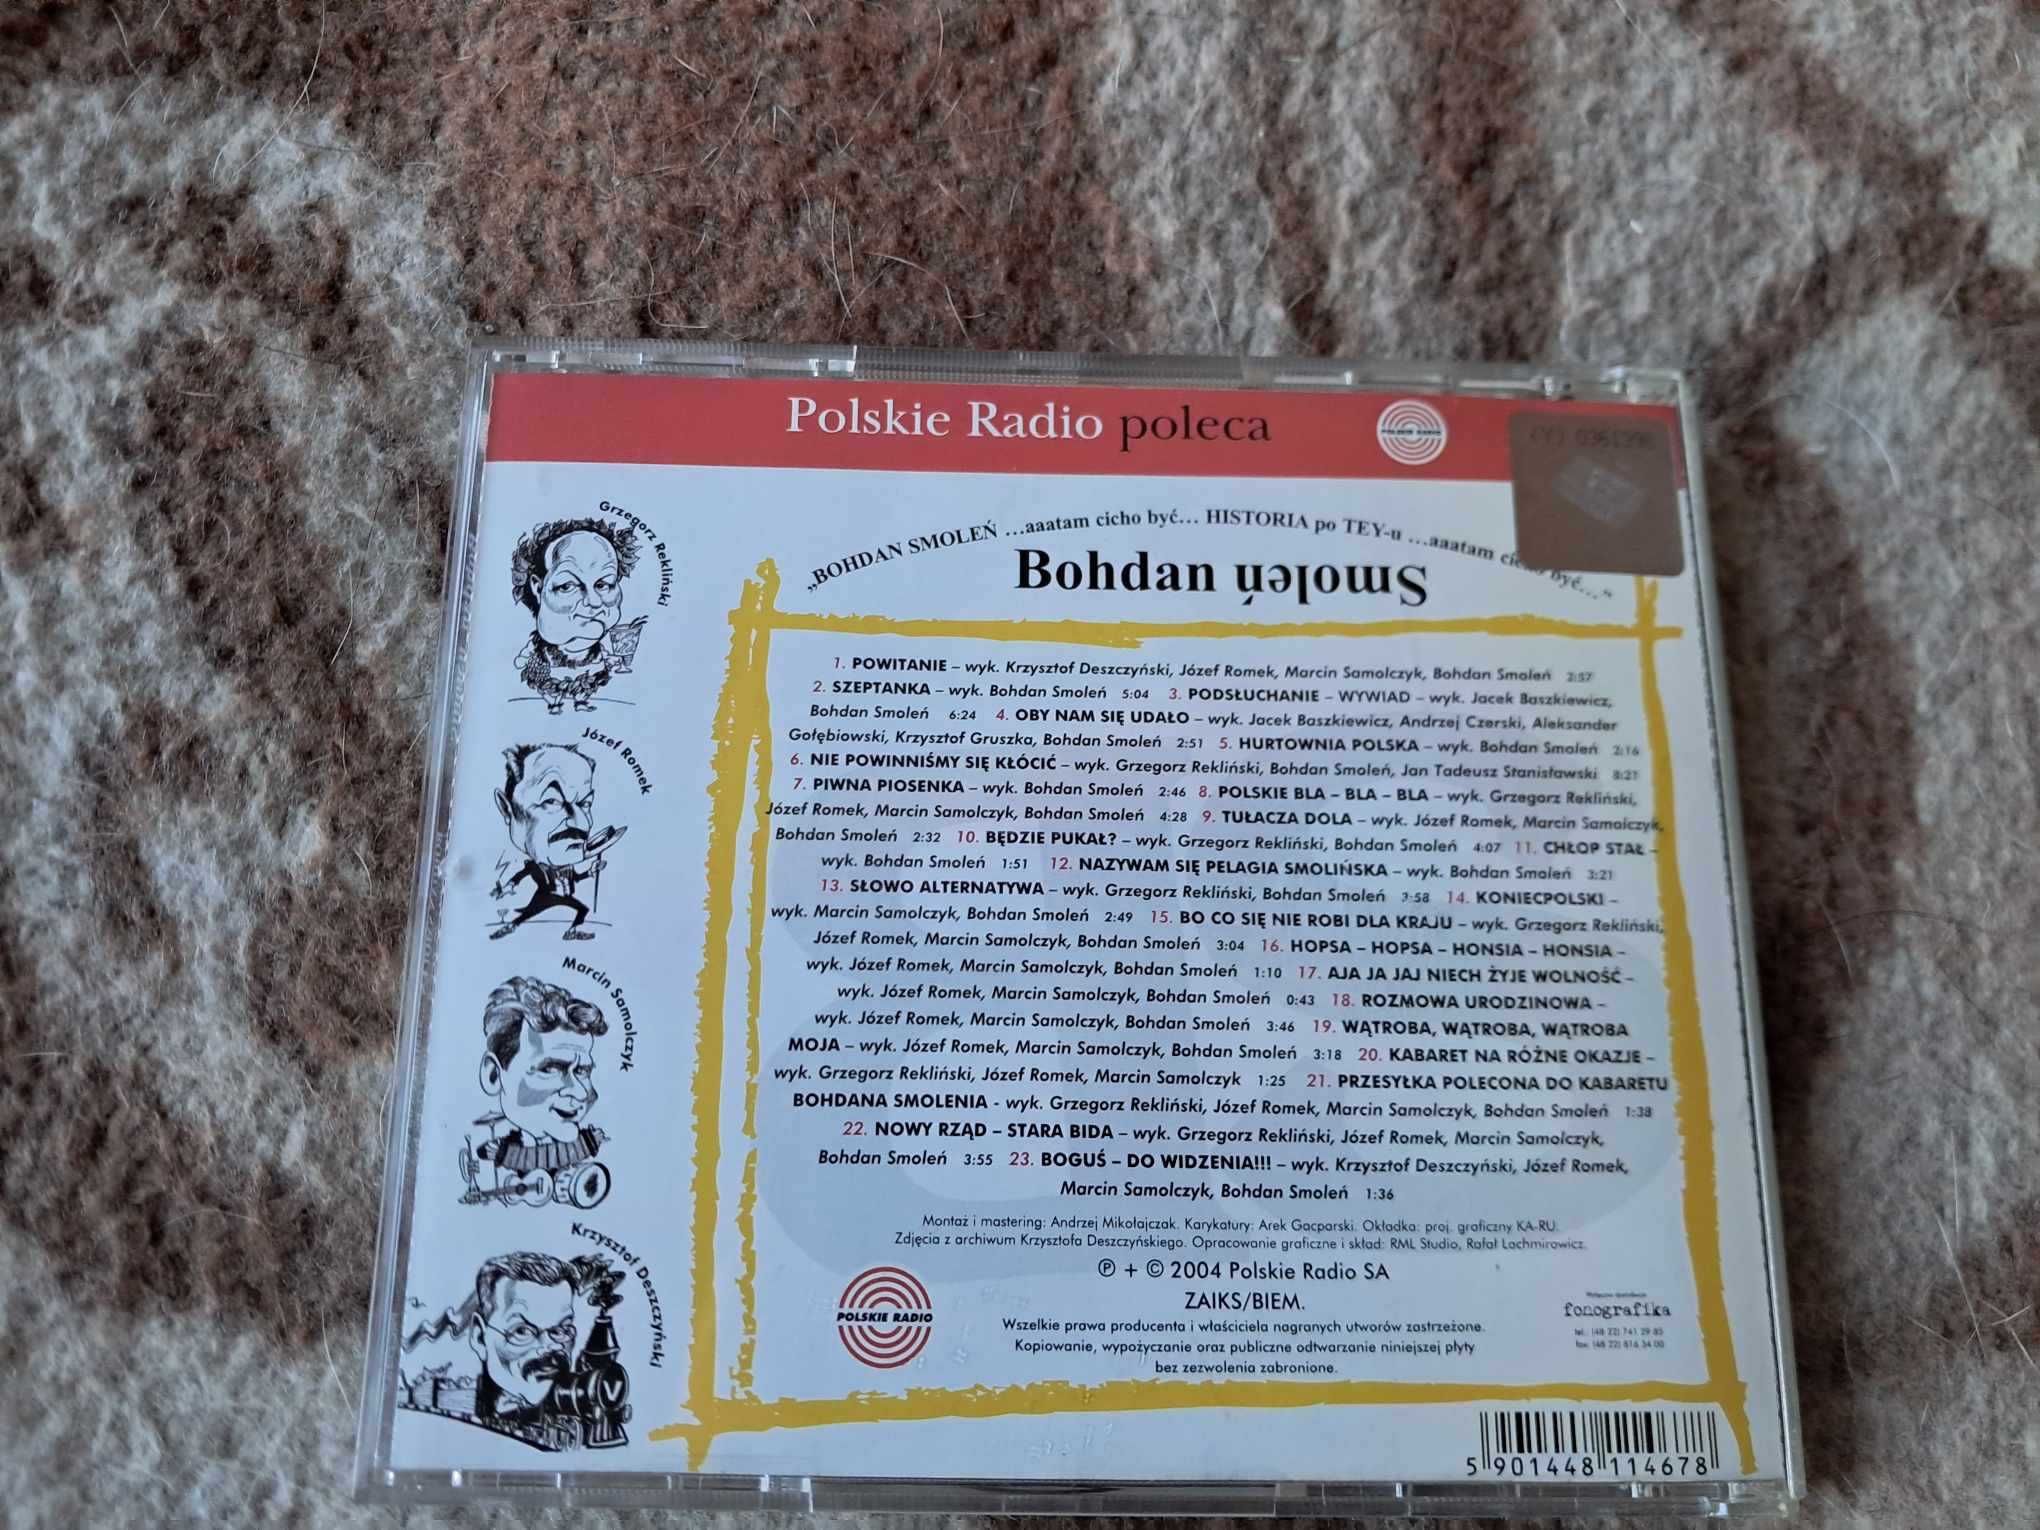 Polskie Radio poleca
POLSKIE RADIO
„BOHDAN SMOLEŃ ...aaatam cicho być... HISTORIA po TEY-u ...aaatam być..."
Bohdan Smoleń
Grzegorz Rekliński
Józef Romek
Marcin Samolczyk
Krzysztof Deszczyński
V
1. POWITANIE – wyk. Krzysztof Deszczyński, Józef Romek, Marcin Samolczyk, Bohdan Smoleń 2:57
2. SZEPTANKA – wyk. Bohdan Smoleń 5:04 3. PODSŁUCHANIE – WYWIAD – wyk. Jacek Baszkiewicz,
Bohdan Smoleń 6:24 4. OBY NAM SIĘ UDAŁO – wyk. Jacek Baszkiewicz, Andrzej Czerski, Aleksander
Gołębiowski, Krzysztof Gruszka, Bohdan Smoleń 2:51 5. HURTOWNIA POLSKA – wyk. Bohdan Smoleń 2:16
6. NIE POWINNIŚMY SIĘ KŁÓCIĆ – wyk. Grzegorz Rekliński, Bohdan Smoleń, Jan Tadeusz Stanisławski 8:21
7. PIWNA PIOSENKA – wyk. Bohdan Smoleń 2:46 8. POLSKIE BLA – BLA – BLA – wyk. Grzegorz Rekliński,
Józef Romek, Marcin Samolczyk, Bohdan Smoleń 4:28 9. TUŁACZA DOLA – wyk. Józef Romek, Marcin Samolczyk,
Bohdan Smoleń 2:32 10. BĘDZIE PUKAŁ? – wyk. Grzegorz Rekliński, Bohdan Smoleń 4:07 11. CHŁOP STAŁ –
wyk. Bohdan Smoleń 1:51 12. NAZYWAM SIĘ PELAGIA SMOLIŃSKA – wyk. Bohdan Smoleń 3:21
13. SŁOWO ALTERNATYWA – wyk. Grzegorz Rekliński, Bohdan Smoleń 3:58 14. KONIECPOLSKI –
wyk. Marcin Samolczyk, Bohdan Smoleń 2:49 15. BO CO SIĘ NIE ROBI DLA KRAJU – wyk. Grzegorz Rekliński,
Józef Romek, Marcin Samolczyk, Bohdan Smoleń 3:04 16. HOPSA – HOPSA – HONSIA – HONSIA –
wyk. Józef Romek, Marcin Samolczyk, Bohdan Smoleń 1:10 17. AJA JA JAJ NIECH ŻYJE WOLNOŚĆ –
wyk. Józef Romek, Marcin Samolczyk, Bohdan Smoleń 0:43 18. ROZMOWA URODZINOWA –
wyk. Józef Romek, Marcin Samolczyk, Bohdan Smoleń 3:46 19. WĄTROBA, WĄTROBA, WĄTROBA
MOJA – wyk. Józef Romek, Marcin Samolczyk, Bohdan Smoleń 3:18 20. KABARET NA RÓŻNE OKAZJE –
wyk. Grzegorz Rekliński, Józef Romek, Marcin Samolczyk 1:25 21. PRZESYŁKA POLECONA DO KABARETU
BOHDANA SMOLENIA - wyk. Grzegorz Rekliński, Józef Romek, Marcin Samolczyk, Bohdan Smoleń 1:38
22. NOWY RZĄD – STARA BIDA – wyk. Grzegorz Rekliński, Józef Romek, Marcin Samolczyk,
Bohdan Smoleń 3:55 23. BOGUŚ – DO WIDZENIA!!! – wyk. Krzysztof Deszczyński, Józef Romek,
Marcin Samolczyk, Bohdan Smoleń 1:36
Montaż i mastering: Andrzej Mikołajczak. Karykatury: Arek Gacparski. Okładka: proj. graficzny KA-RU.
Zdjęcia z archiwum Krzysztofa Deszczyńskiego. Opracowanie graficzne i skład: RML Studio, Rafał Lachmirowicz.
℗ + © 2004 Polskie Radio SA
ZAIKS/BIEM.
Wszelkie prawa producenta i właściciela nagranych utworów zastrzeżone.
Kopiowanie, wypożyczanie oraz publiczne odtwarzanie niniejszej płyty
bez zezwolenia zabronione.
POLSKIE RADIO
fonografika
tel.: (48 22) 741 29 85
fax: (48 22) 816 34 00
5 901448 114678